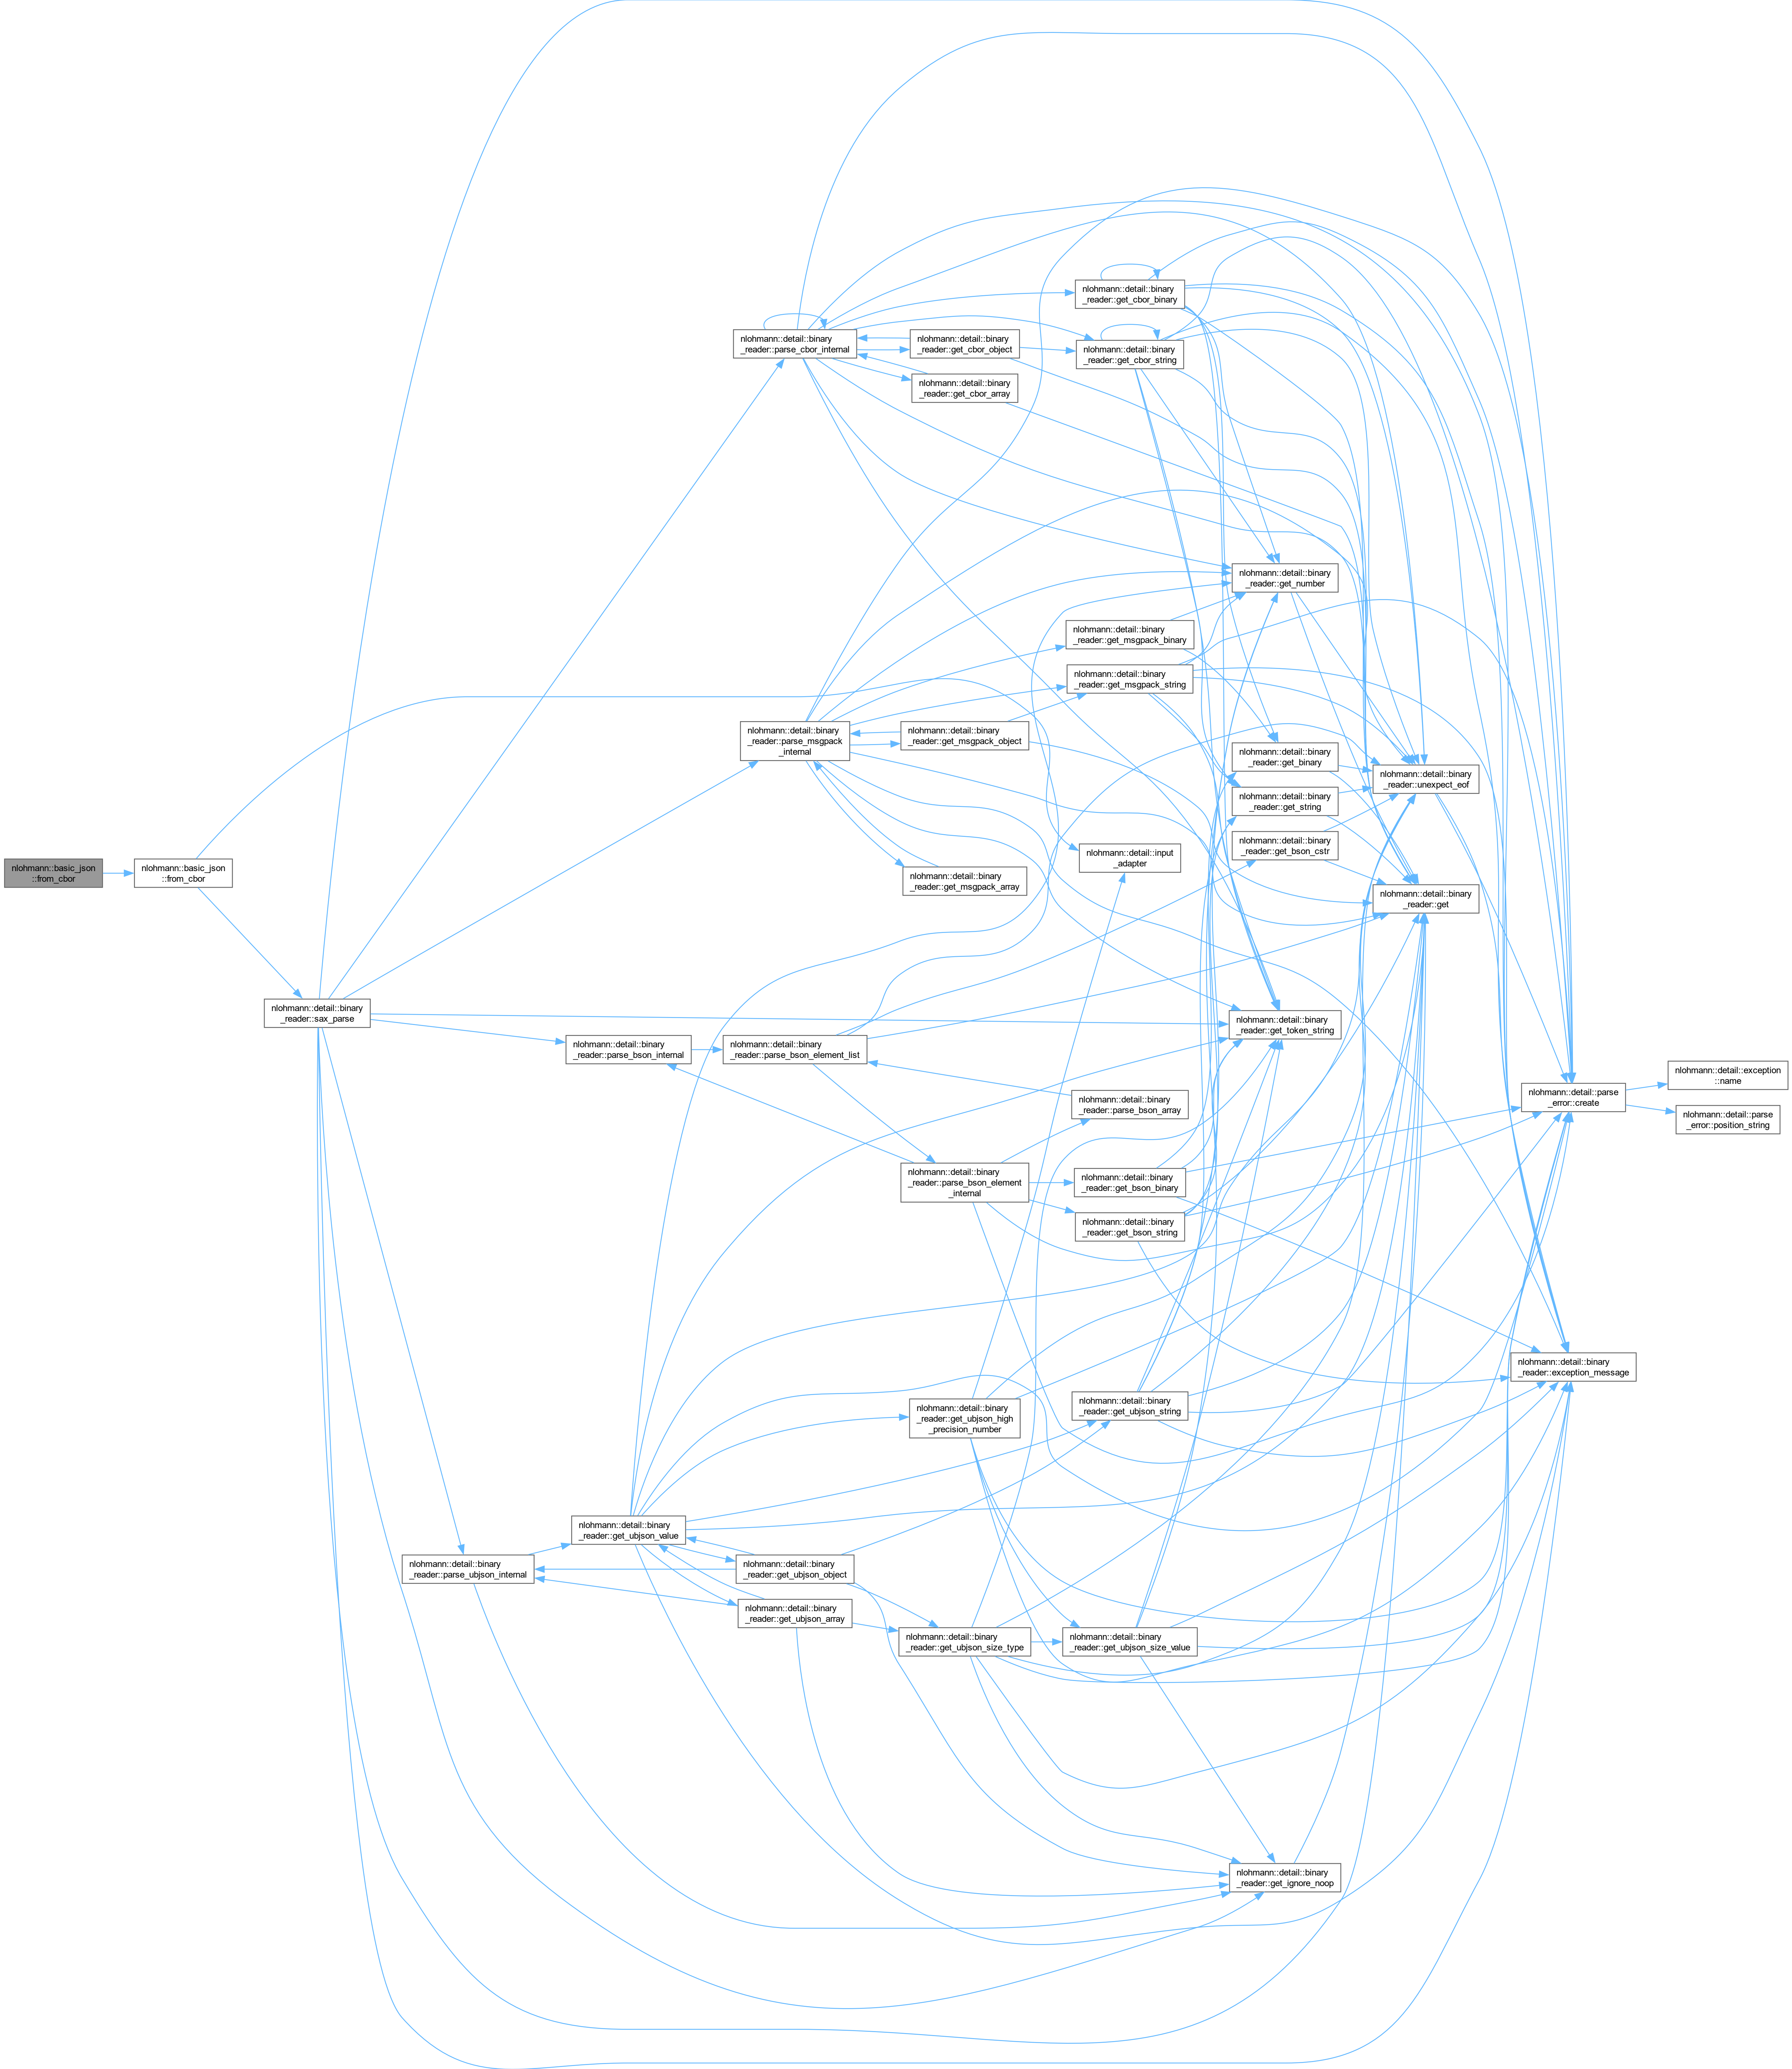 nlohmann::basic_json
::from_cbor
nlohmann::basic_json
::from_cbor
nlohmann::detail::binary
_reader::sax_parse
nlohmann::detail::binary
_reader::parse_ubjson_internal
nlohmann::detail::binary
_reader::parse_bson_internal
nlohmann::detail::binary
_reader::get_ubjson_value
nlohmann::detail::binary
_reader::parse_cbor_internal
nlohmann::detail::binary
_reader::parse_msgpack
_internal
nlohmann::detail::binary
_reader::parse_bson_element_list
nlohmann::detail::binary
_reader::get_ubjson_object
nlohmann::detail::binary
_reader::get_ubjson_array
nlohmann::detail::binary
_reader::get_cbor_object
nlohmann::detail::binary
_reader::get_cbor_array
nlohmann::detail::binary
_reader::get_msgpack_object
nlohmann::detail::binary
_reader::get_msgpack_array
nlohmann::detail::binary
_reader::parse_bson_element
_internal
nlohmann::detail::binary
_reader::get_ubjson_high
_precision_number
nlohmann::detail::binary
_reader::get_ubjson_size_type
nlohmann::detail::binary
_reader::get_cbor_binary
nlohmann::detail::binary
_reader::get_cbor_string
nlohmann::detail::binary
_reader::get_msgpack_binary
nlohmann::detail::binary
_reader::get_msgpack_string
nlohmann::detail::input
_adapter
nlohmann::detail::binary
_reader::parse_bson_array
nlohmann::detail::binary
_reader::get_bson_binary
nlohmann::detail::binary
_reader::get_bson_string
nlohmann::detail::binary
_reader::get_ubjson_string
nlohmann::detail::binary
_reader::get_ubjson_size_value
nlohmann::detail::binary
_reader::get_number
nlohmann::detail::binary
_reader::get_binary
nlohmann::detail::binary
_reader::get_string
nlohmann::detail::binary
_reader::get_bson_cstr
nlohmann::detail::binary
_reader::get_token_string
nlohmann::detail::binary
_reader::get_ignore_noop
nlohmann::detail::binary
_reader::unexpect_eof
nlohmann::detail::binary
_reader::get
nlohmann::detail::parse
_error::create
nlohmann::detail::binary
_reader::exception_message
nlohmann::detail::exception
::name
nlohmann::detail::parse
_error::position_string